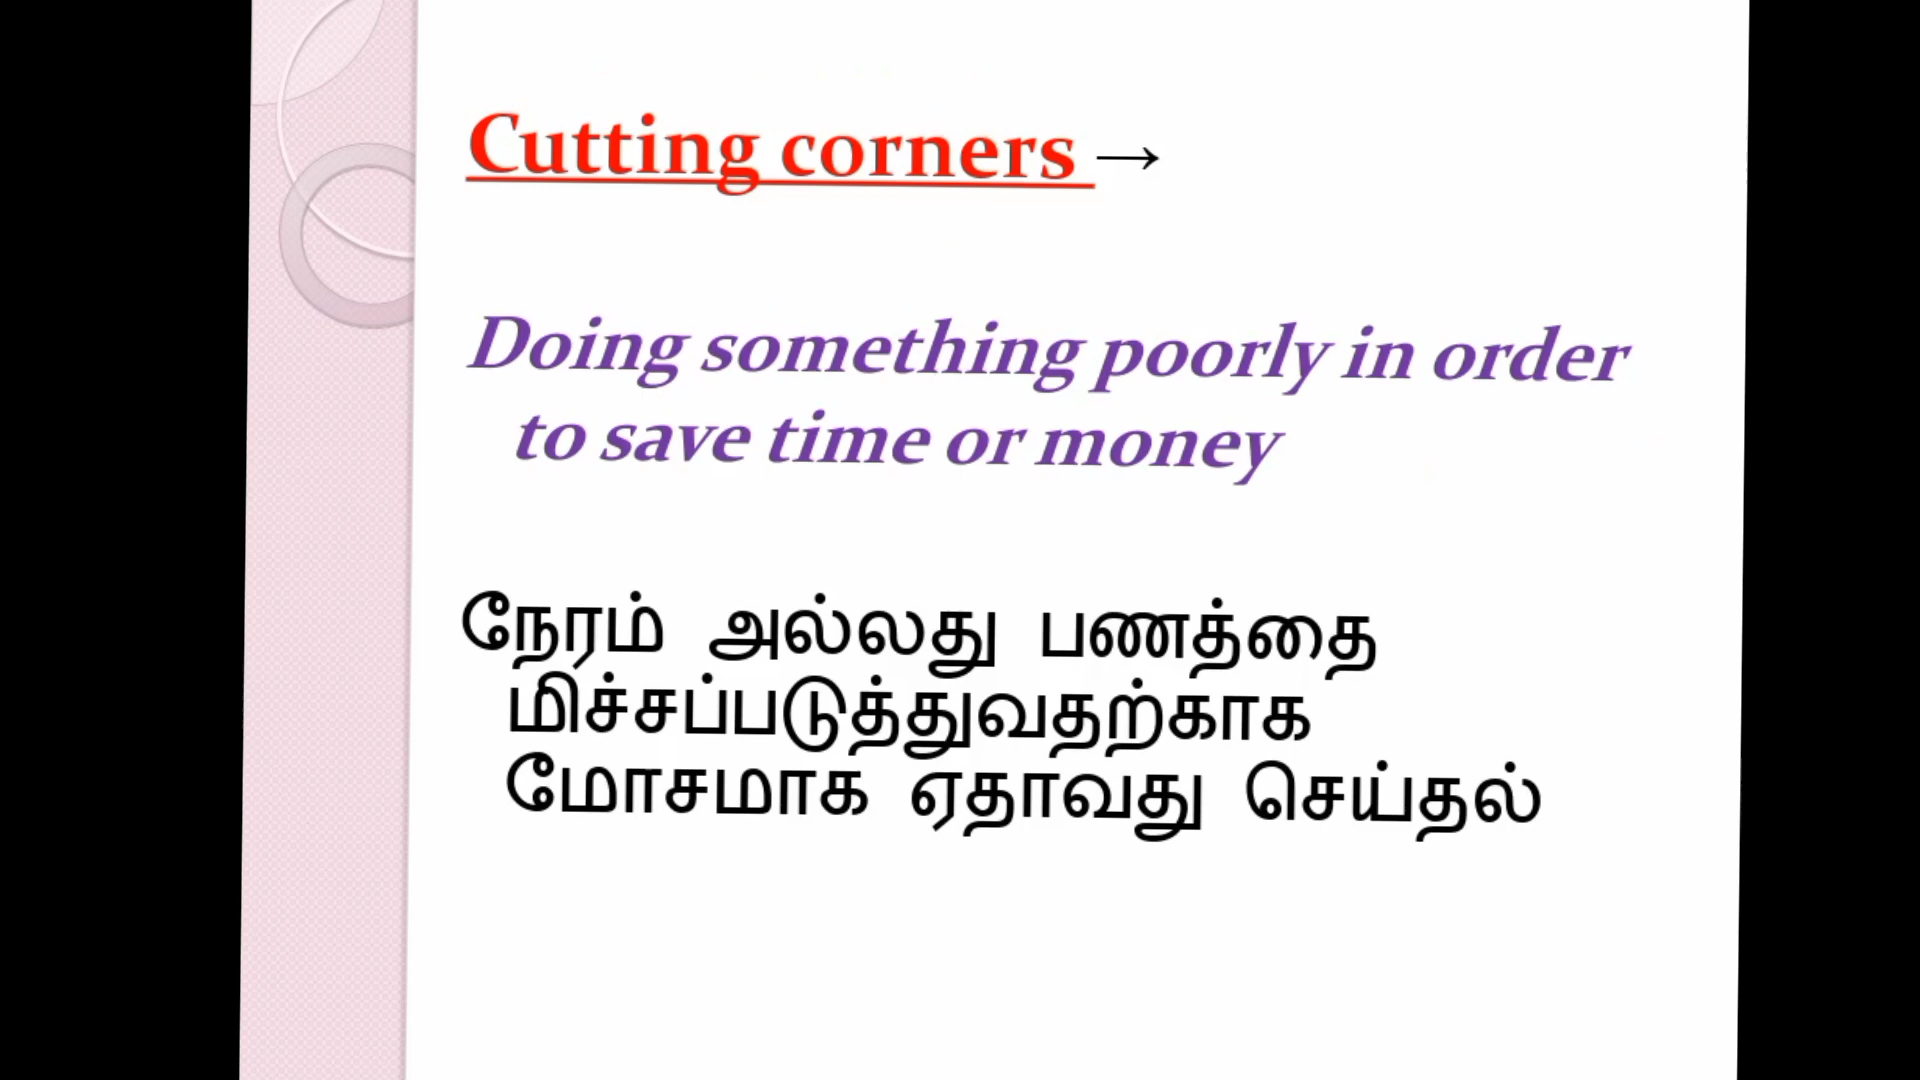 Cutting corners →
Doing something poorly in order
to save time or money
நேரம் அல்லது பணத்தை
மிச்சப்படுத்துவதற்காக
மோசமாக ஏதாவது செய்தல்